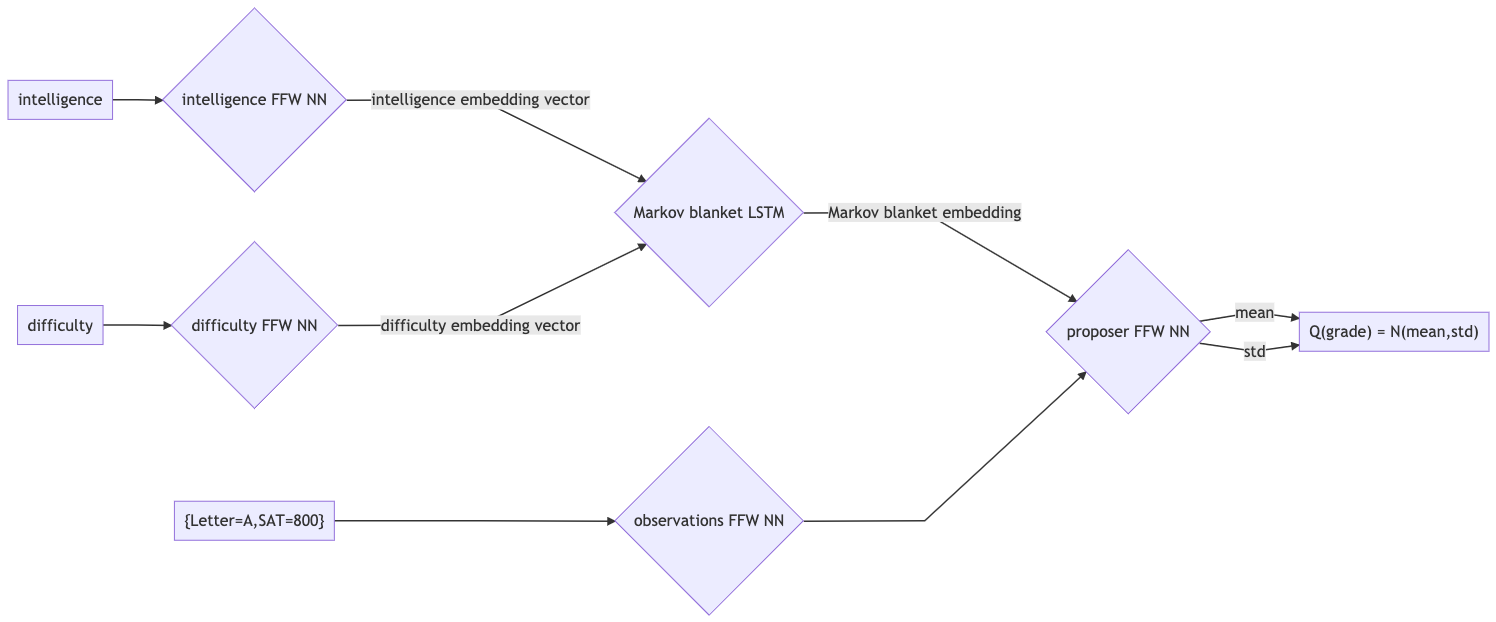 intelligence
intelligence FFW NN
intelligence embedding vector
difficulty
difficulty FFW NN
difficulty embedding vector
Markov blanket LSTM
Markov blanket embedding
{Letter=A,SAT=800}
observations FFW NN
proposer FFW NN
mean
std
Q(grade) = N(mean,std)